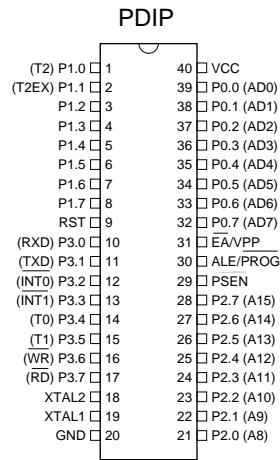 PDIP
(T2) P1.0 1 40 VCC
(T2EX) P1.1 2 39 P0.0 (AD0)
P1.2 3 38 P0.1 (AD1)
P1.3 4 37 P0.2 (AD2)
P1.4 5 36 P0.3 (AD3)
P1.5 6 35 P0.4 (AD4)
P1.6 7 34 P0.5 (AD5)
P1.7 8 33 P0.6 (AD6)
RST 9 32 P0.7 (AD7)
(RXD) P3.0 10 31 E̅A̅/VPP
(TXD) P3.1 11 30 ALE/P̅R̅O̅G̅
(I̅N̅T̅0̅) P3.2 12 29 P̅S̅E̅N̅
(I̅N̅T̅1̅) P3.3 13 28 P2.7 (A15)
(T0) P3.4 14 27 P2.6 (A14)
(T1) P3.5 15 26 P2.5 (A13)
(W̅R̅) P3.6 16 25 P2.4 (A12)
(R̅D̅) P3.7 17 24 P2.3 (A11)
XTAL2 18 23 P2.2 (A10)
XTAL1 19 22 P2.1 (A9)
GND 20 21 P2.0 (A8)